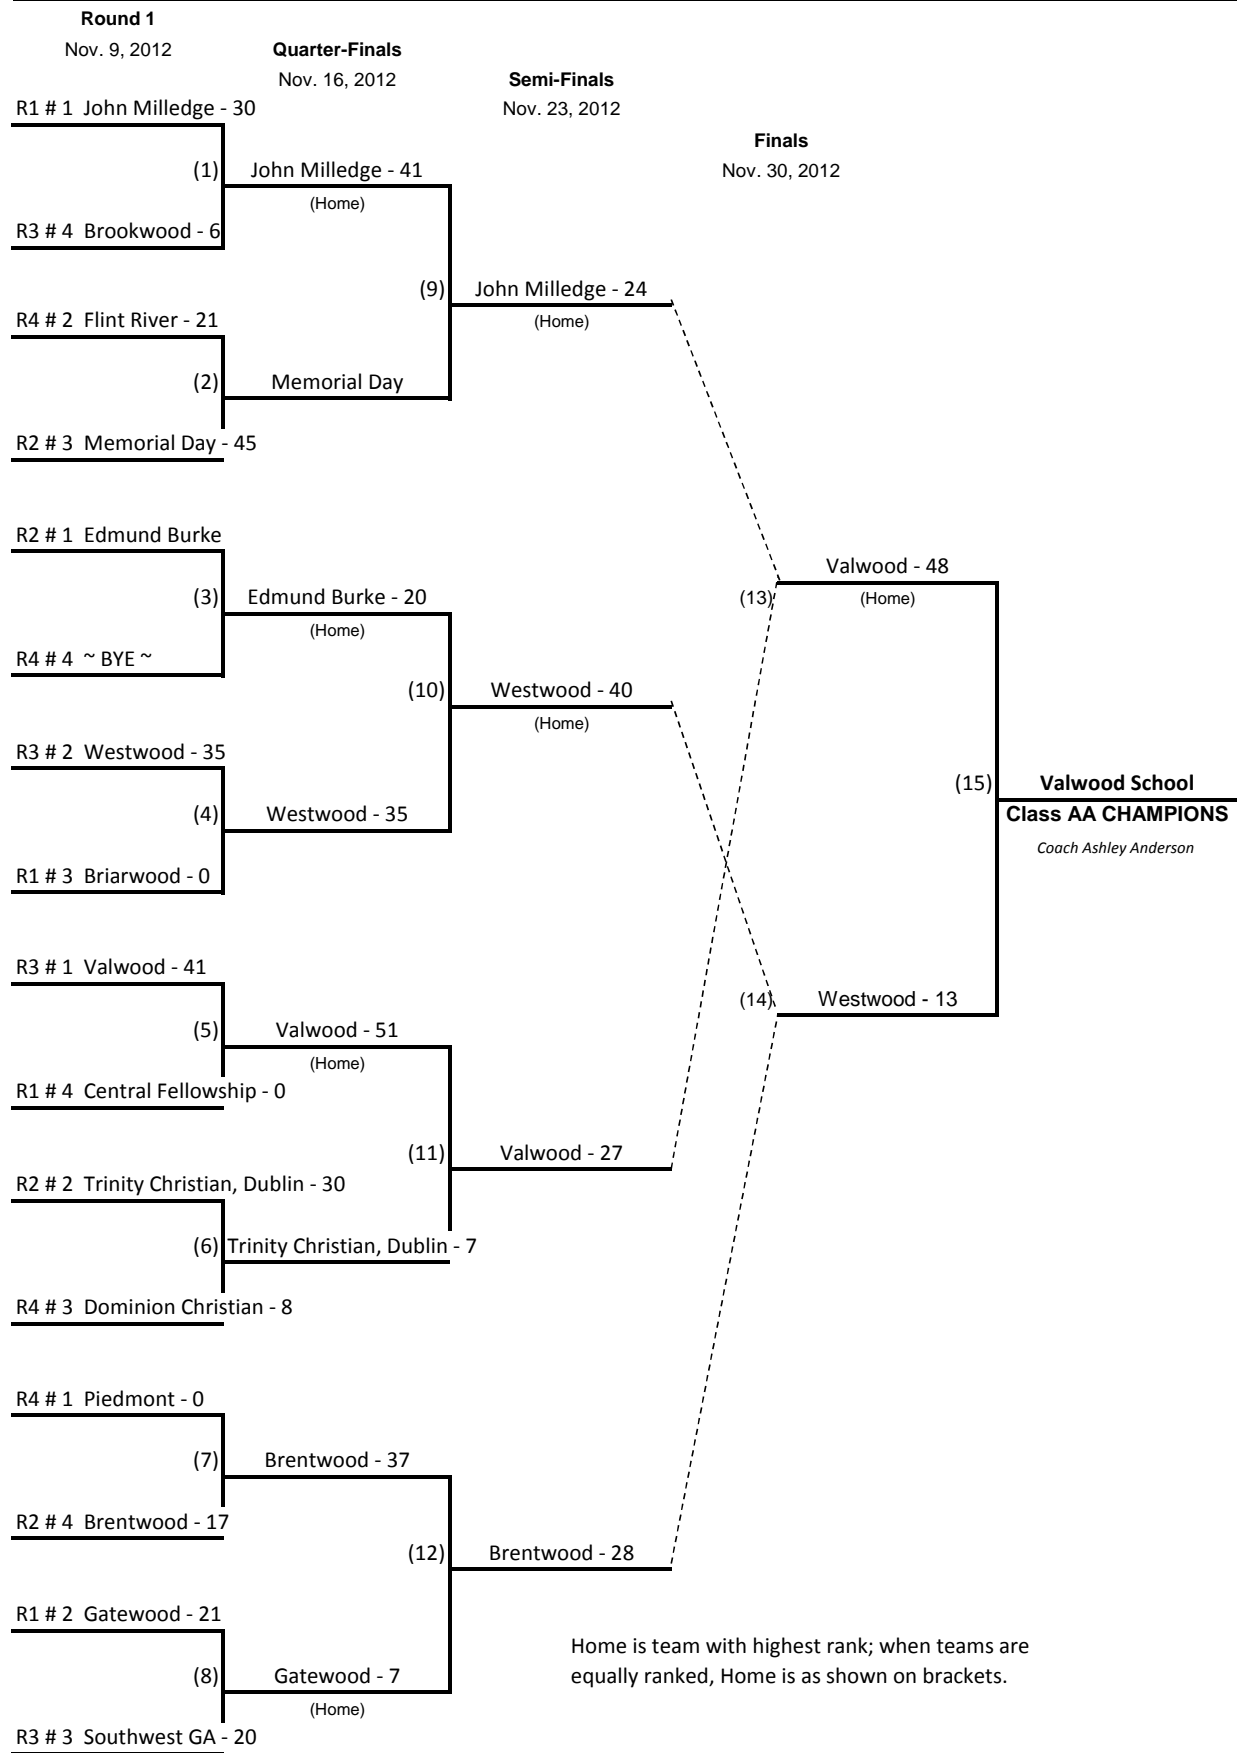 Round 1
Nov. 9, 2012
Quarter-Finals
Nov. 16, 2012
Semi-Finals
Nov. 23, 2012
Finals
Nov. 30, 2012
R1 # 1 John Milledge - 30
(1)
John Milledge - 41
(Home)
R3 # 4 Brookwood - 6
(9)
John Milledge - 24
(Home)
R4 # 2 Flint River - 21
(2)
Memorial Day
R2 # 3 Memorial Day - 45
R2 # 1 Edmund Burke
(3)
Edmund Burke - 20
(Home)
R4 # 4 ~ BYE ~
(10)
Westwood - 40
(Home)
R3 # 2 Westwood - 35
(4)
Westwood - 35
R1 # 3 Briarwood - 0
(13)
Valwood - 48
(Home)
(15)
Valwood School
Class AA CHAMPIONS
Coach Ashley Anderson
(14)
Westwood - 13
R3 # 1 Valwood - 41
(5)
Valwood - 51
(Home)
R1 # 4 Central Fellowship - 0
(11)
Valwood - 27
R2 # 2 Trinity Christian, Dublin - 30
(6)
Trinity Christian, Dublin - 7
R4 # 3 Dominion Christian - 8
R4 # 1 Piedmont - 0
(7)
Brentwood - 37
R2 # 4 Brentwood - 17
(12)
Brentwood - 28
R1 # 2 Gatewood - 21
(8)
Gatewood - 7
(Home)
R3 # 3 Southwest GA - 20
Home is team with highest rank; when teams are
equally ranked, Home is as shown on brackets.